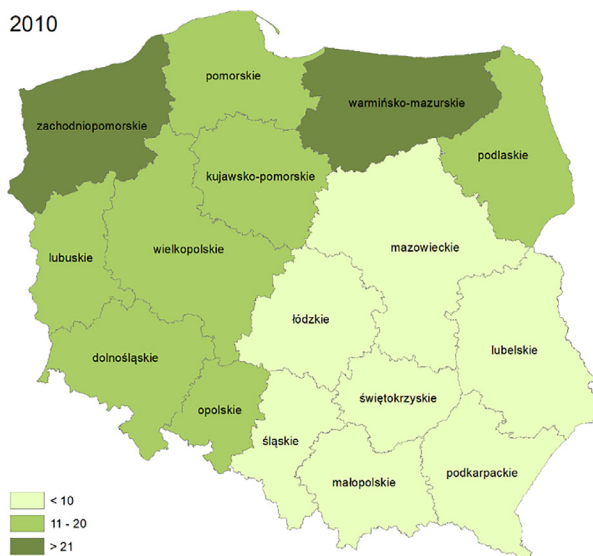 2010
pomorskie
zachodniopomorskie
warmińsko-mazurskie
podlaskie
kujawsko-pomorskie
mazowieckie
lubuskie
wielkopolskie
łódzkie
lubelskie
dolnośląskie
świętokrzyskie
opolskie
śląskie
podkarpackie
małopolskie
< 10
11 - 20
> 21